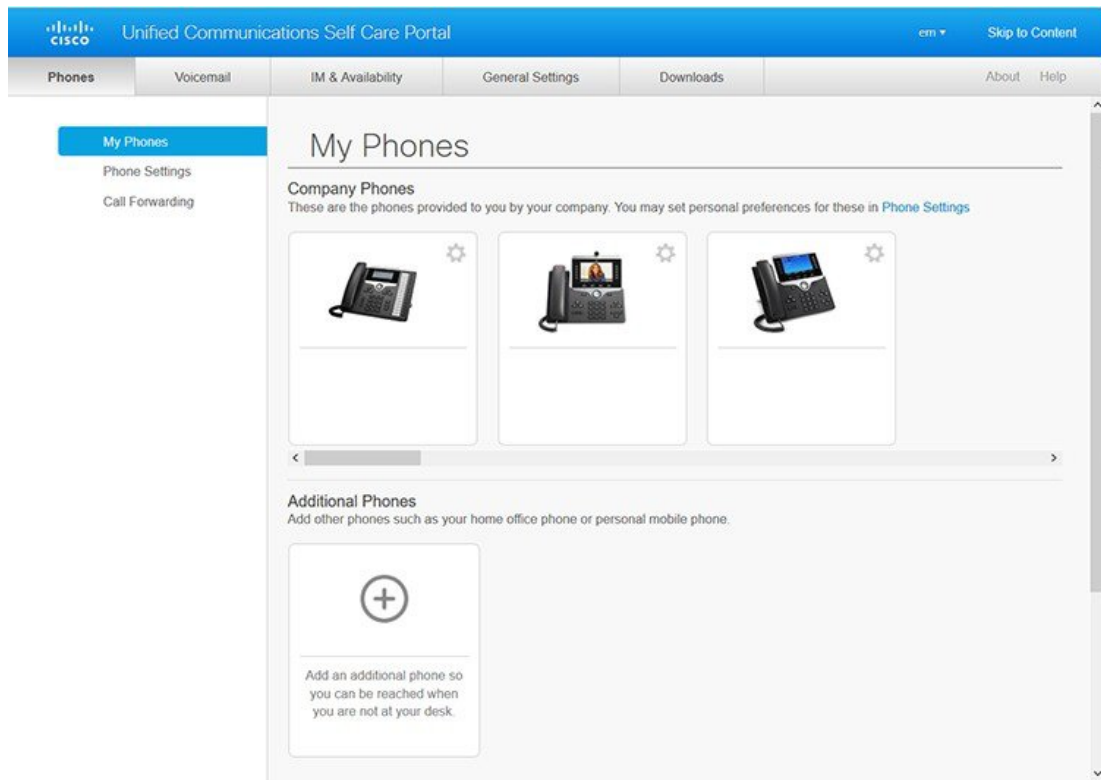 CISCO
Unified Communications Self Care Portal
em
Skip to Content
Phones
Voicemail
IM & Availability
General Settings
Downloads
About
Help
My Phones
Phone Settings
Call Forwarding
My Phones
Company Phones
These are the phones provided to you by your company. You may set personal preferences for these in Phone Settings
Additional Phones
Add other phones such as your home office phone or personal mobile phone.
Add an additional phone so
you can be reached when
you are not at your desk.